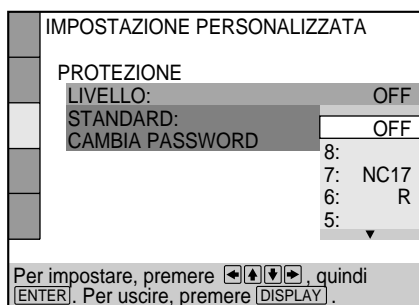 IMPOSTAZIONE PERSONALIZZATA
PROTEZIONE
LIVELLO: OFF
STANDARD: OFF
CAMBIA PASSWORD
8:
7: NC17
6: R
5:
Per impostare, premere ←↑↓→, quindi
ENTER. Per uscire, premere DISPLAY.